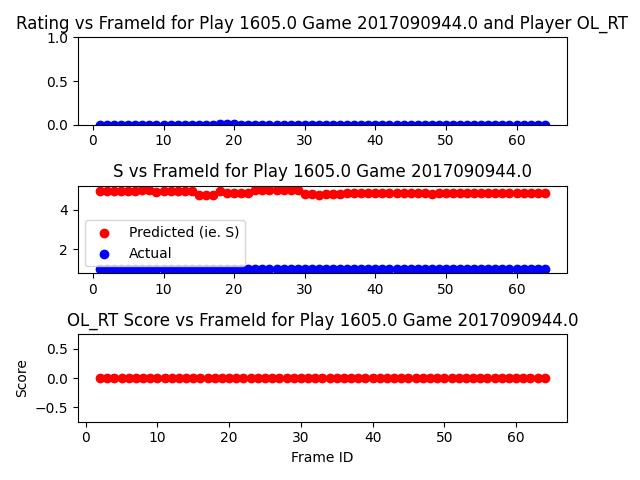 Rating vs FrameId for Play 1605.0 Game 2017090944.0 and Player OL_RT
1.0
0.5
0.0
0 10 20 30 40 50 60
S vs FrameId for Play 1605.0 Game 2017090944.0
4
2
Predicted (ie. S)
Actual
0 10 20 30 40 50 60
OL_RT Score vs FrameId for Play 1605.0 Game 2017090944.0
0.5
0.0
−0.5
Score
0 10 20 30 40 50 60
Frame ID